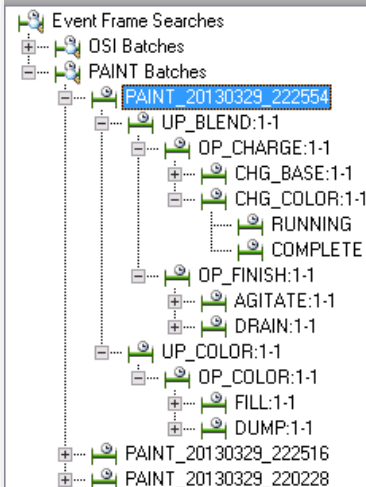 Event Frame Searches
OSI Batches
PAINT Batches
PAINT_20130329_222554
UP_BLEND:1-1
OP_CHARGE:1-1
CHG_BASE:1-1
CHG_COLOR:1-1
RUNNING
COMPLETE
OP_FINISH:1-1
AGITATE:1-1
DRAIN:1-1
UP_COLOR:1-1
OP_COLOR:1-1
FILL:1-1
DUMP:1-1
PAINT_20130329_222516
PAINT_20130329_220228